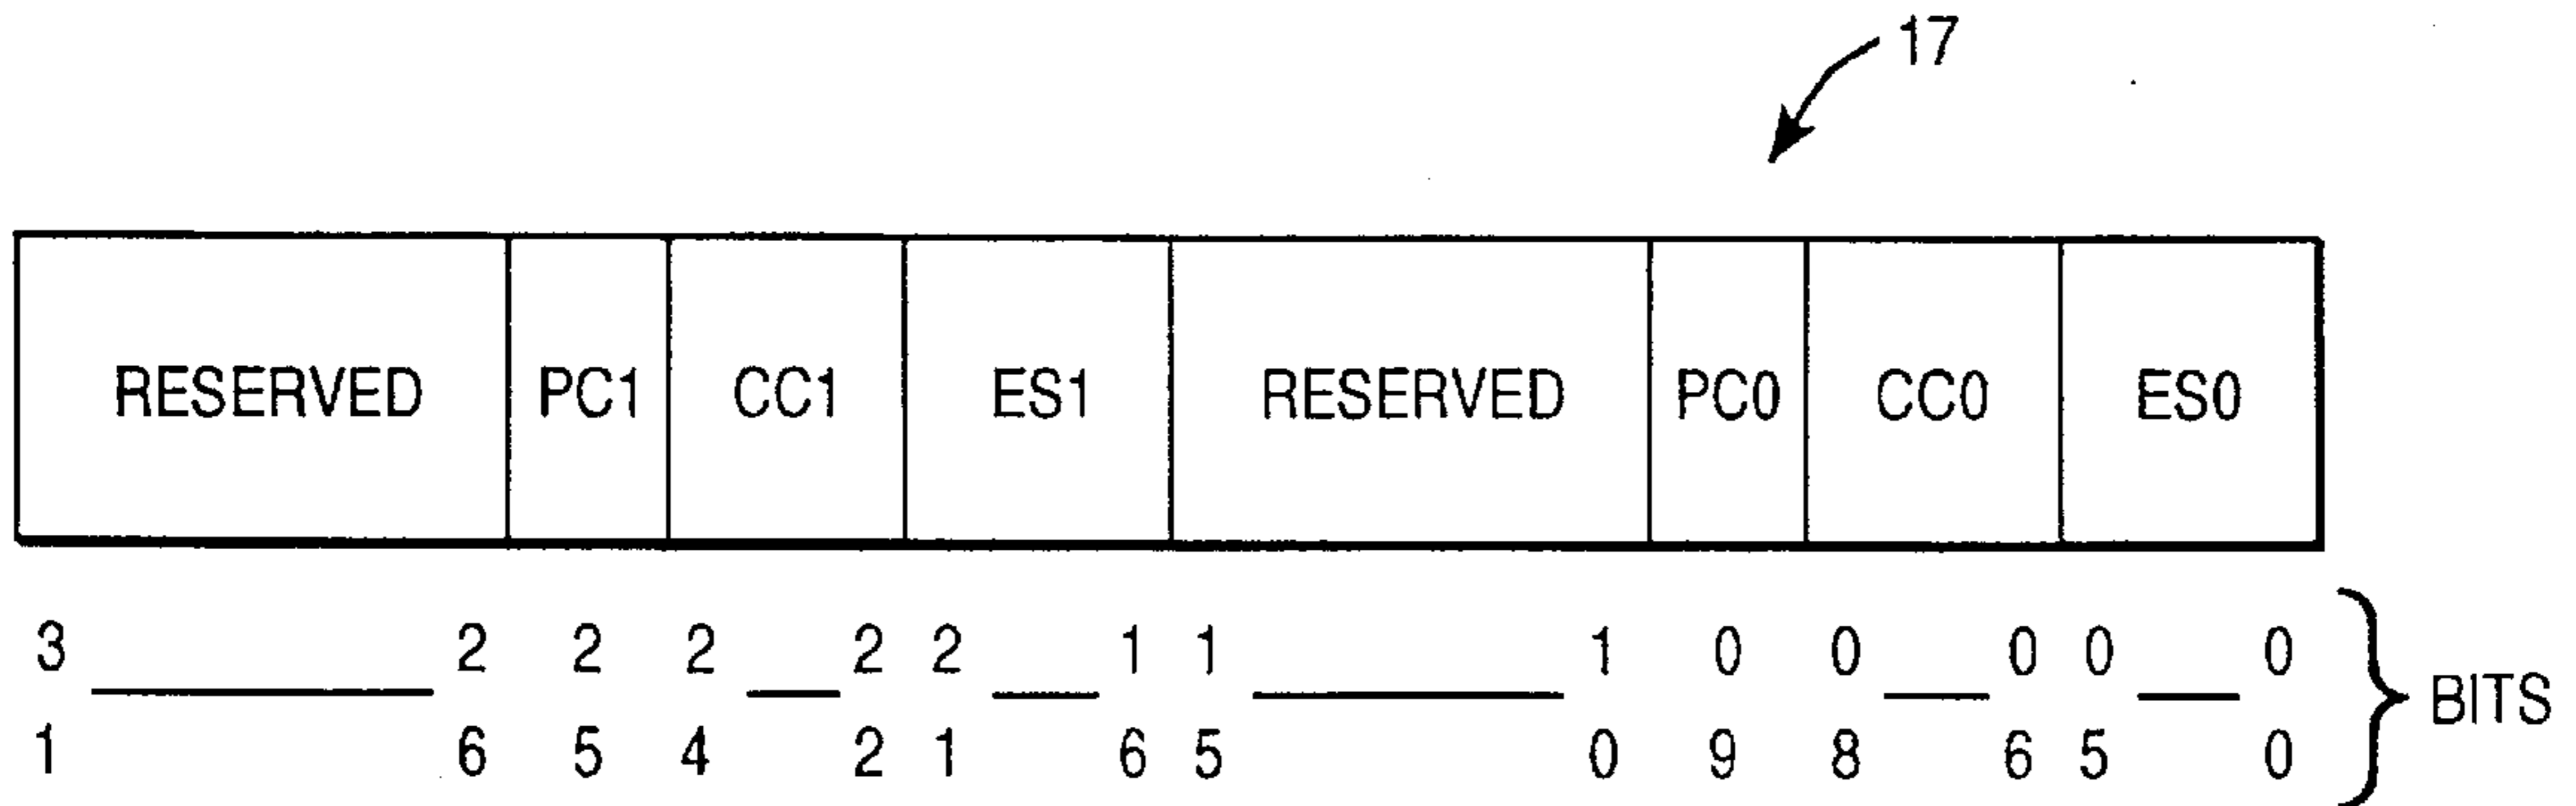 17
RESERVED PC1 CC1 ES1 RESERVED PC0 CC0 ES0
3 2 2 2 2 2 1 1 1 0 0 0 0 0
1 6 5 4 2 1 6 5 0 9 8 6 5 0
BITS